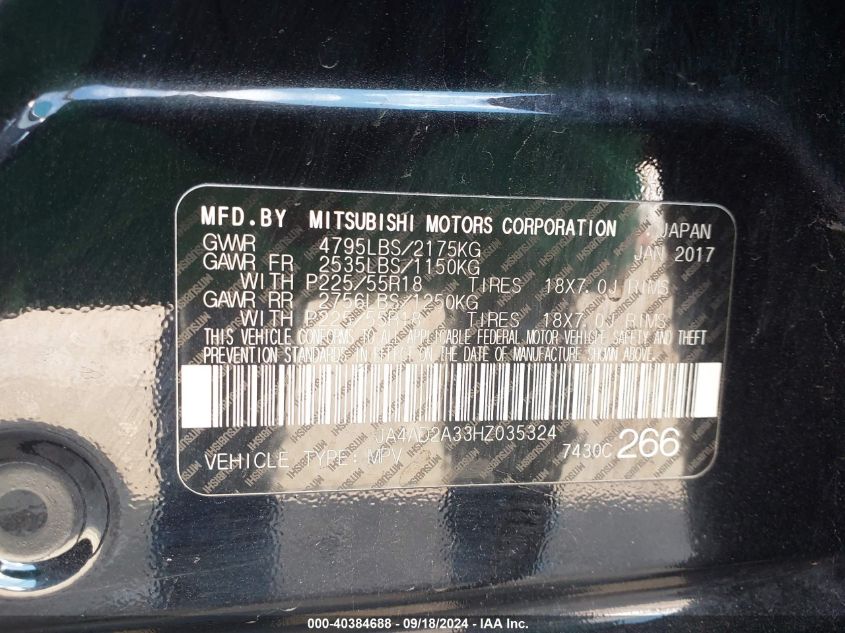 MFD.BY MITSUBISHI MOTORS CORPORATION JAPAN
GVWR 4795LBS/2175KG JAN 2017
GAWR FR 2535LBS/1150KG
WITH P225/55R18 TIRES 18X7.0J RIMS
GAWR RR 2756LBS/1250KG
WITH P225/55R18 TIRES 18X7.0J RIMS
THIS VEHICLE CONFORMS TO ALL APPLICABLE FEDERAL MOTOR VEHICLE SAFETY AND THEFT
PREVENTION STANDARDS IN EFFECT ON THE DATE OF MANUFACTURE SHOWN ABOVE.
JA4AD2A33HZ035324
VEHICLE TYPE: MPV 7430C 266
000-40384688 - 09/18/2024 - © IAA Inc.